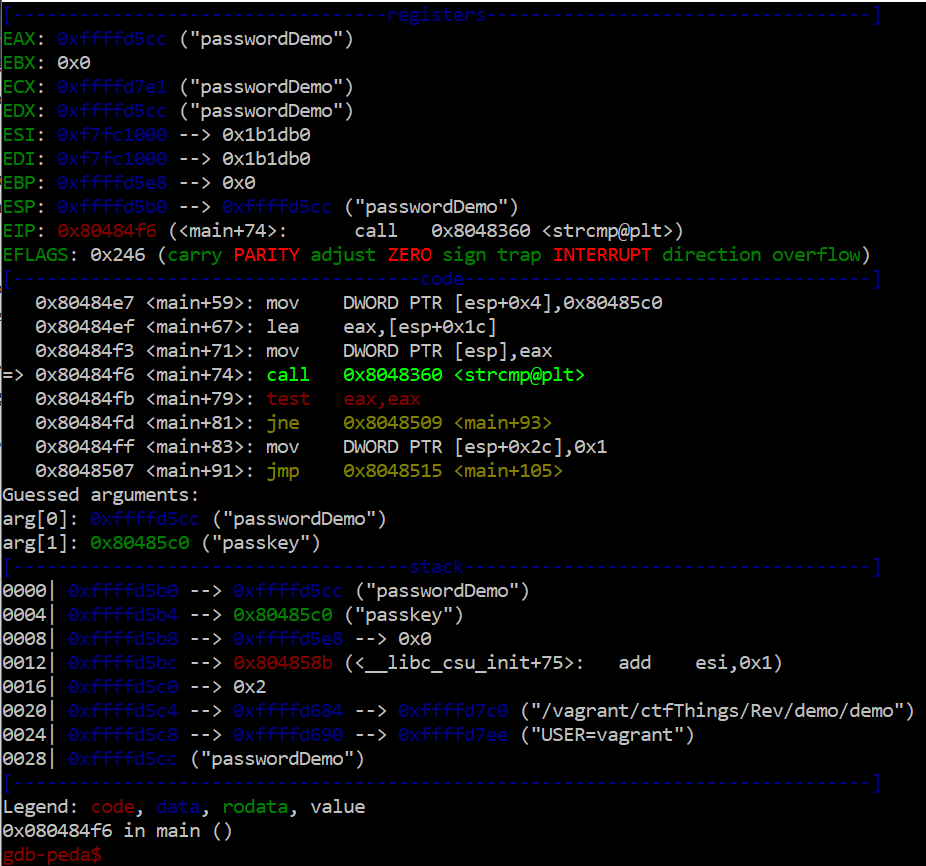 [----------------------------------registers-----------------------------------]
EAX: 0xffffd5cc ("passwordDemo")
EBX: 0x0
ECX: 0xffffd7e1 ("passwordDemo")
EDX: 0xffffd5cc ("passwordDemo")
ESI: 0xf7fc1000 --> 0x1b1db0
EDI: 0xf7fc1000 --> 0x1b1db0
EBP: 0xffffd5e8 --> 0x0
ESP: 0xffffd5b0 --> 0xffffd5cc ("passwordDemo")
EIP: 0x80484f6 (<main+74>:      call   0x8048360 <strcmp@plt>)
EFLAGS: 0x246 (carry PARITY adjust ZERO sign trap INTERRUPT direction overflow)
[-------------------------------------code-------------------------------------]
   0x80484e7 <main+59>: mov    DWORD PTR [esp+0x4],0x80485c0
   0x80484ef <main+67>: lea    eax,[esp+0x1c]
   0x80484f3 <main+71>: mov    DWORD PTR [esp],eax
=> 0x80484f6 <main+74>: call   0x8048360 <strcmp@plt>
   0x80484fb <main+79>: test   eax,eax
   0x80484fd <main+81>: jne    0x8048509 <main+93>
   0x80484ff <main+83>: mov    DWORD PTR [esp+0x2c],0x1
   0x8048507 <main+91>: jmp    0x8048515 <main+105>
Guessed arguments:
arg[0]: 0xffffd5cc ("passwordDemo")
arg[1]: 0x80485c0 ("passkey")
[------------------------------------stack-------------------------------------]
0000| 0xffffd5b0 --> 0xffffd5cc ("passwordDemo")
0004| 0xffffd5b4 --> 0x80485c0 ("passkey")
0008| 0xffffd5b8 --> 0xffffd5e8 --> 0x0
0012| 0xffffd5bc --> 0x804858b (<__libc_csu_init+75>:   add    esi,0x1)
0016| 0xffffd5c0 --> 0x2
0020| 0xffffd5c4 --> 0xffffd684 --> 0xffffd7c0 ("/vagrant/ctfThings/Rev/demo/demo")
0024| 0xffffd5c8 --> 0xffffd690 --> 0xffffd7ee ("USER=vagrant")
0028| 0xffffd5cc ("passwordDemo")
[------------------------------------------------------------------------------]
Legend: code, data, rodata, value
0x080484f6 in main ()
gdb-peda$